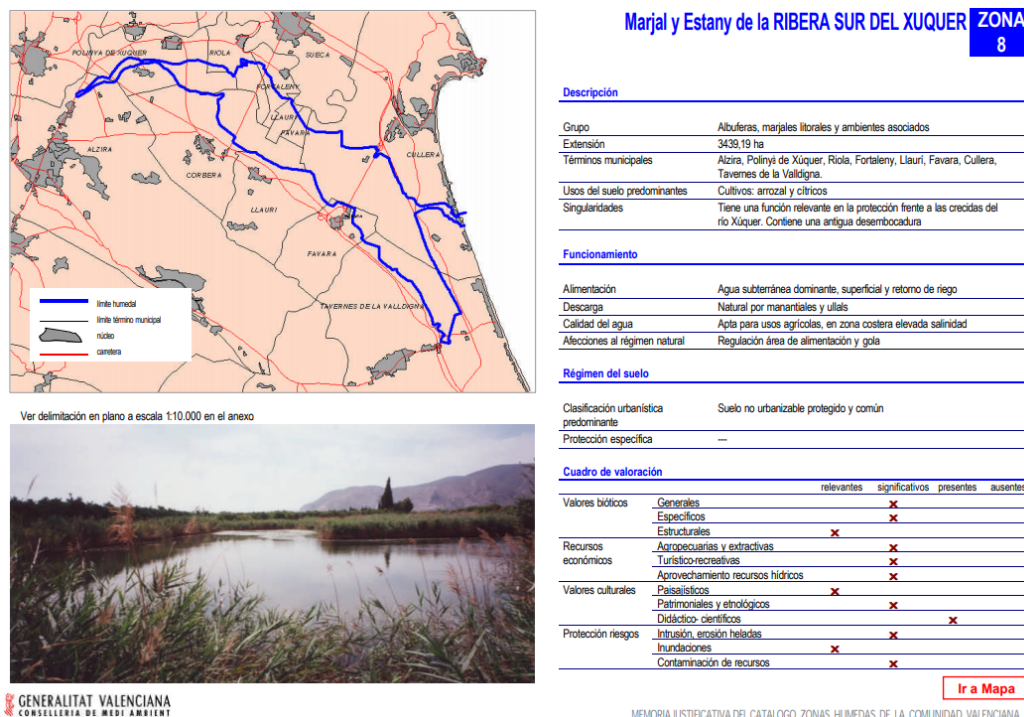 Marjal y Estany de la RIBERA SUR DEL XUQUER
ZONA
8
POLINYA DE XUQUER
RIOLA
SUECA
FORTALENY
LLAURI
FAVARA
ALZIRA
CORBERA
CULLERA
LLAURI
FAVARA
TAVERNES DE LA VALLDIGNA
límite humedal
límite término municipal
núcleo
carretera
Ver delimitación en plano a escala 1:10.000 en el anexo
GENERALITAT VALENCIANA
CONSELLERIA DE MEDI AMBIENT
Descripción
Grupo Albuferas, marjales litorales y ambientes asociados
Extensión 3439,19 ha
Términos municipales Alzira, Polinyá de Xúquer, Riola, Fortaleny, Llaurí, Favara, Cullera,
Tavernes de la Valldigna.
Usos del suelo predominantes Cultivos: arrozal y cítricos
Singularidades Tiene una función relevante en la protección frente a las crecidas del
río Xúquer. Contiene una antigua desembocadura
Funcionamiento
Alimentación Agua subterránea dominante, superficial y retorno de riego
Descarga Natural por manantiales y ullals
Calidad del agua Apta para usos agrícolas, en zona costera elevada salinidad
Afecciones al régimen natural Regulación área de alimentación y gola
Régimen del suelo
Clasificación urbanística Suelo no urbanizable protegido y común
predominante
Protección específica ---
Cuadro de valoración
relevantes significativos presentes ausentes
Valores bióticos Generales x
Específicos x
Estructurales x
Recursos Agropecuarias y extractivas x
económicos Turístico-recreativas x
Aprovechamiento recursos hídricos x
Valores culturales Paisajísticos x
Patrimoniales y etnológicos x
Didáctico- científicos x
Protección riesgos Intrusión, erosión heladas x
Inundaciones x
Contaminación de recursos x
Ir a Mapa
MEMORIA JUSTIFICATIVA DEL CATALOGO ZONAS HUMEDAS DE LA COMUNIDAD VALENCIANA